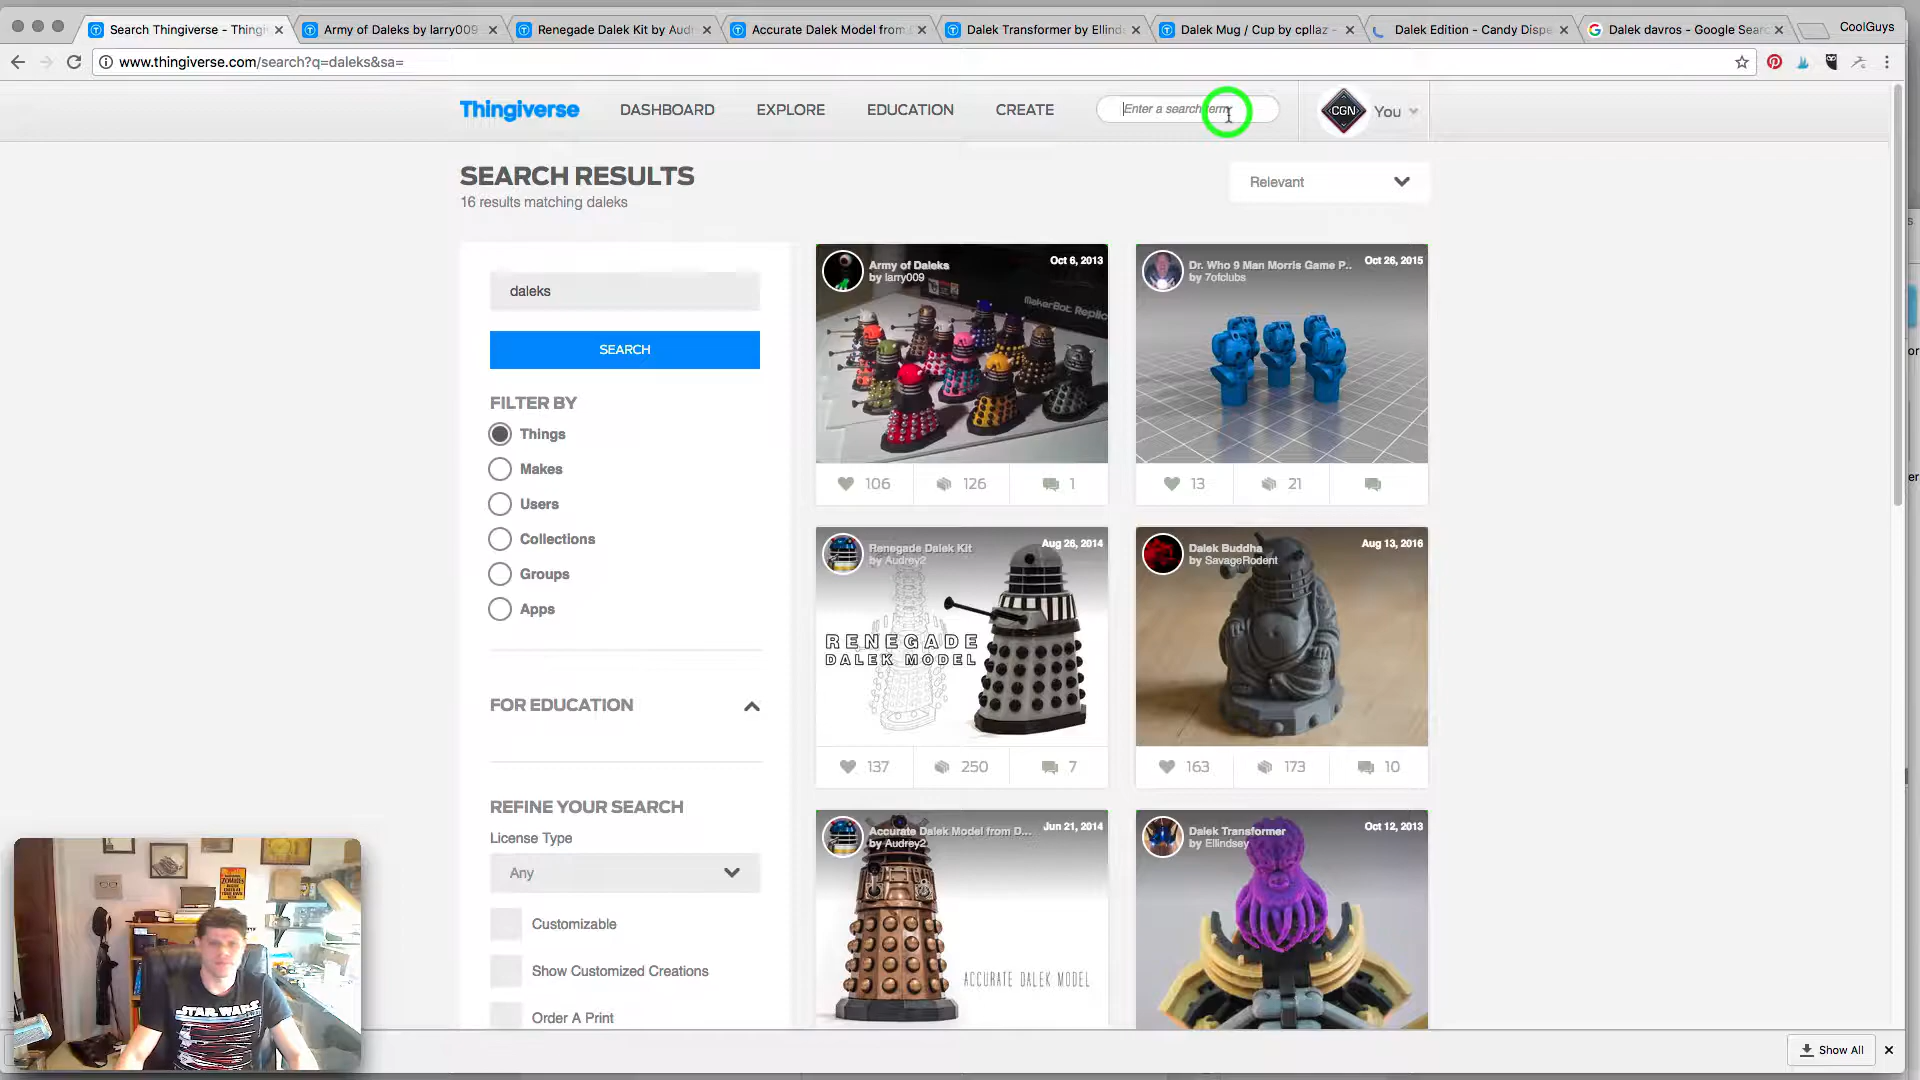 Search Thingiverse - Thingi
Army of Daleks by larry009
Renegade Dalek Kit by Aud
Accurate Dalek Model from
Dalek Transformer by Ellind
Dalek Mug / Cup by cpllaz -
Dalek Edition - Candy Dispe
Dalek davros - Google Sear
CoolGuys
www.thingiverse.com/search?q=daleks&sa=
Thingiverse
DASHBOARD
EXPLORE
EDUCATION
CREATE
Enter a search term
CGN
You
SEARCH RESULTS
16 results matching daleks
Relevant
daleks
SEARCH
FILTER BY
Things
Makes
Users
Collections
Groups
Apps
FOR EDUCATION
REFINE YOUR SEARCH
License Type
Any
Customizable
Show Customized Creations
Order A Print
Army of Daleks
by larry009
Oct 6, 2013
MakerBot. Replic
106
126
1
Dr. Who 9 Man Morris Game P..
by 7ofclubs
Oct 26, 2015
13
21
Renegade Dalek Kit
by Audrey2
Aug 26, 2014
RENEGADE
DALEK MODEL
137
250
7
Dalek Buddha
by SavageRodent
Aug 13, 2016
163
173
10
Accurate Dalek Model from D...
by Audrey2
Jun 21, 2014
ACCURATE DALEK MODEL
Dalek Transformer
by Ellindsey
Oct 12, 2013
STAR WARS
Show All